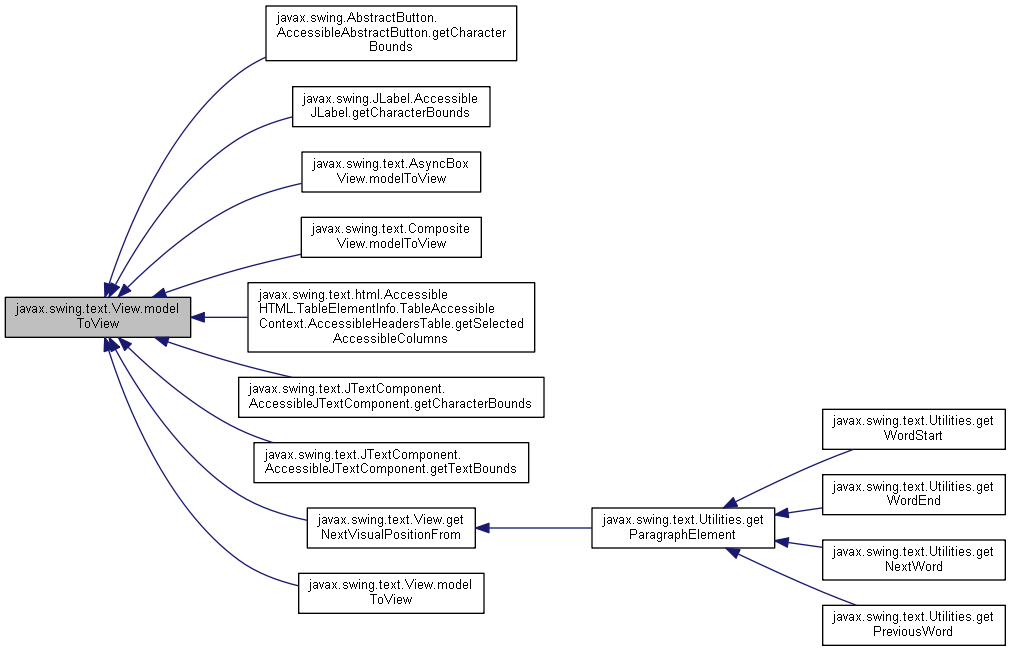 javax.swing.AbstractButton.
AccessibleAbstractButton.getCharacter
Bounds
javax.swing.JLabel.Accessible
JLabel.getCharacterBounds
javax.swing.text.AsyncBox
View.modelToView
javax.swing.text.Composite
View.modelToView
javax.swing.text.View.model
ToView
javax.swing.text.html.Accessible
HTML.TableElementInfo.TableAccessible
Context.AccessibleHeadersTable.getSelected
AccessibleColumns
javax.swing.text.JTextComponent.
AccessibleJTextComponent.getCharacterBounds
javax.swing.text.JTextComponent.
AccessibleJTextComponent.getTextBounds
javax.swing.text.View.get
NextVisualPositionFrom
javax.swing.text.View.model
ToView
javax.swing.text.Utilities.get
ParagraphElement
javax.swing.text.Utilities.get
WordStart
javax.swing.text.Utilities.get
WordEnd
javax.swing.text.Utilities.get
NextWord
javax.swing.text.Utilities.get
PreviousWord